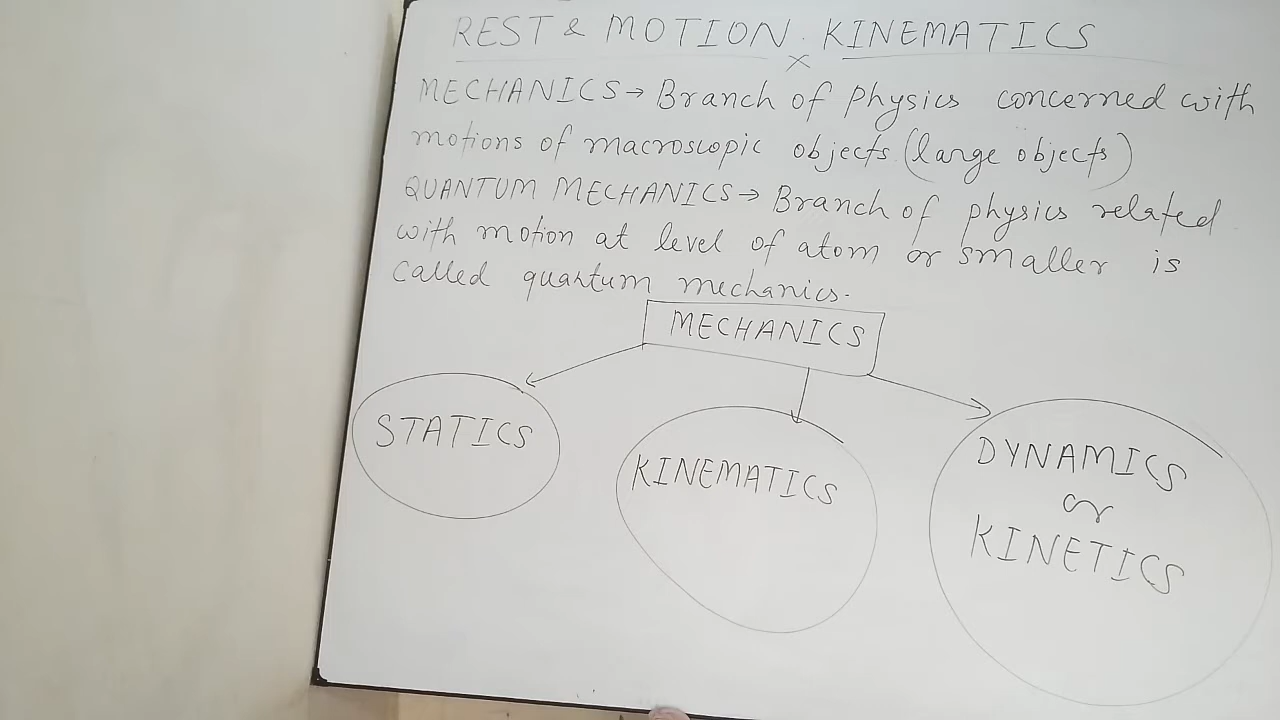 REST & MOTION. KINEMATICS
MECHANICS → Branch of Physics concerned with
motions of macroscopic objects (large objects)
QUANTUM MECHANICS → Branch of physics related
with motion at level of atom or smaller is
called quantum mechanics.
MECHANICS
STATICS
KINEMATICS
DYNAMICS
or
KINETICS